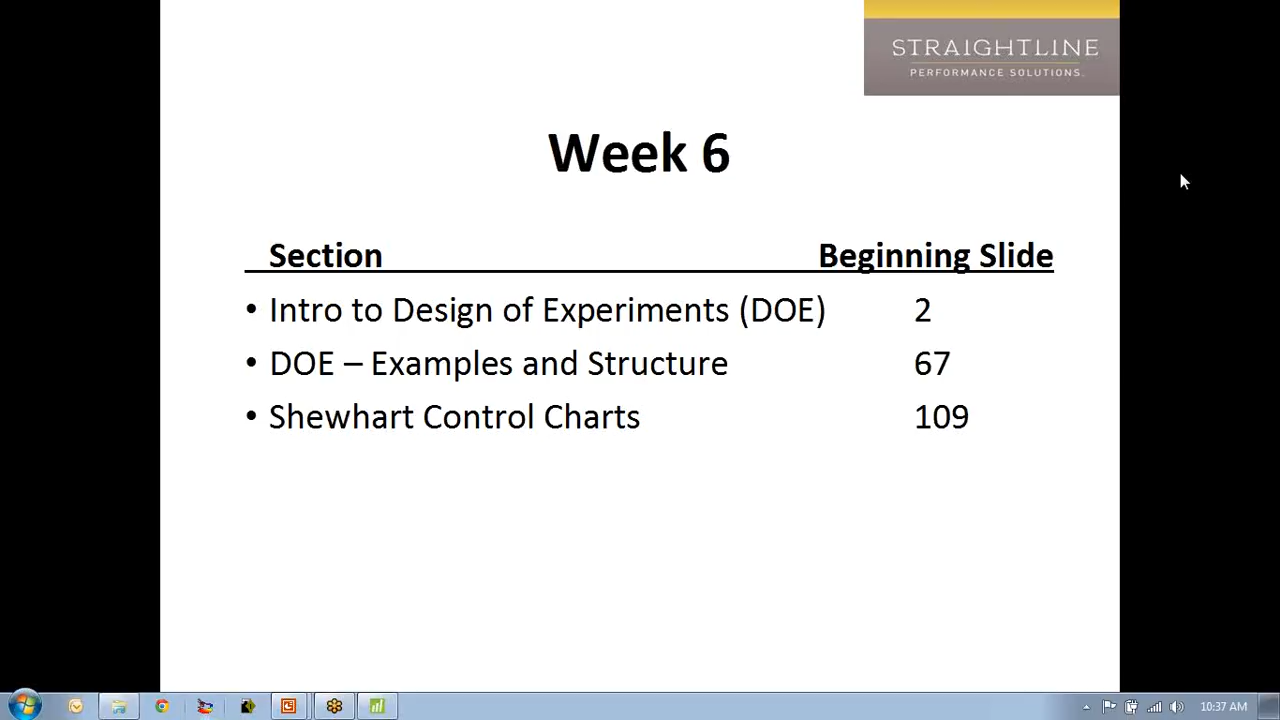 STRAIGHTLINE
PERFORMANCE SOLUTIONS.
Week 6
Section Beginning Slide
• Intro to Design of Experiments (DOE) 2
• DOE – Examples and Structure 67
• Shewhart Control Charts 109
10:37 AM